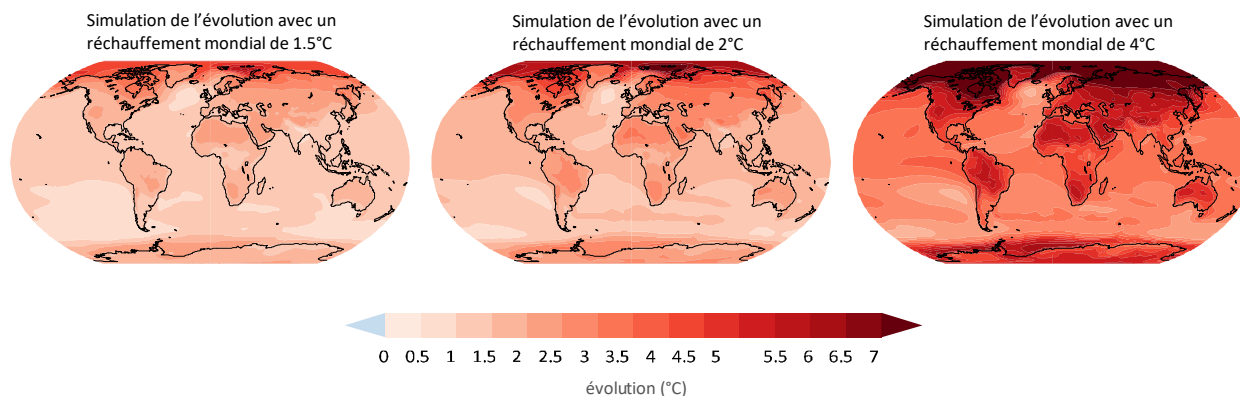 Simulation de l’évolution avec un
réchauffement mondial de 1.5°C
Simulation de l’évolution avec un
réchauffement mondial de 2°C
Simulation de l’évolution avec un
réchauffement mondial de 4°C
0 0.5 1 1.5 2 2.5 3 3.5 4 4.5 5 5.5 6 6.5 7
évolution (°C)